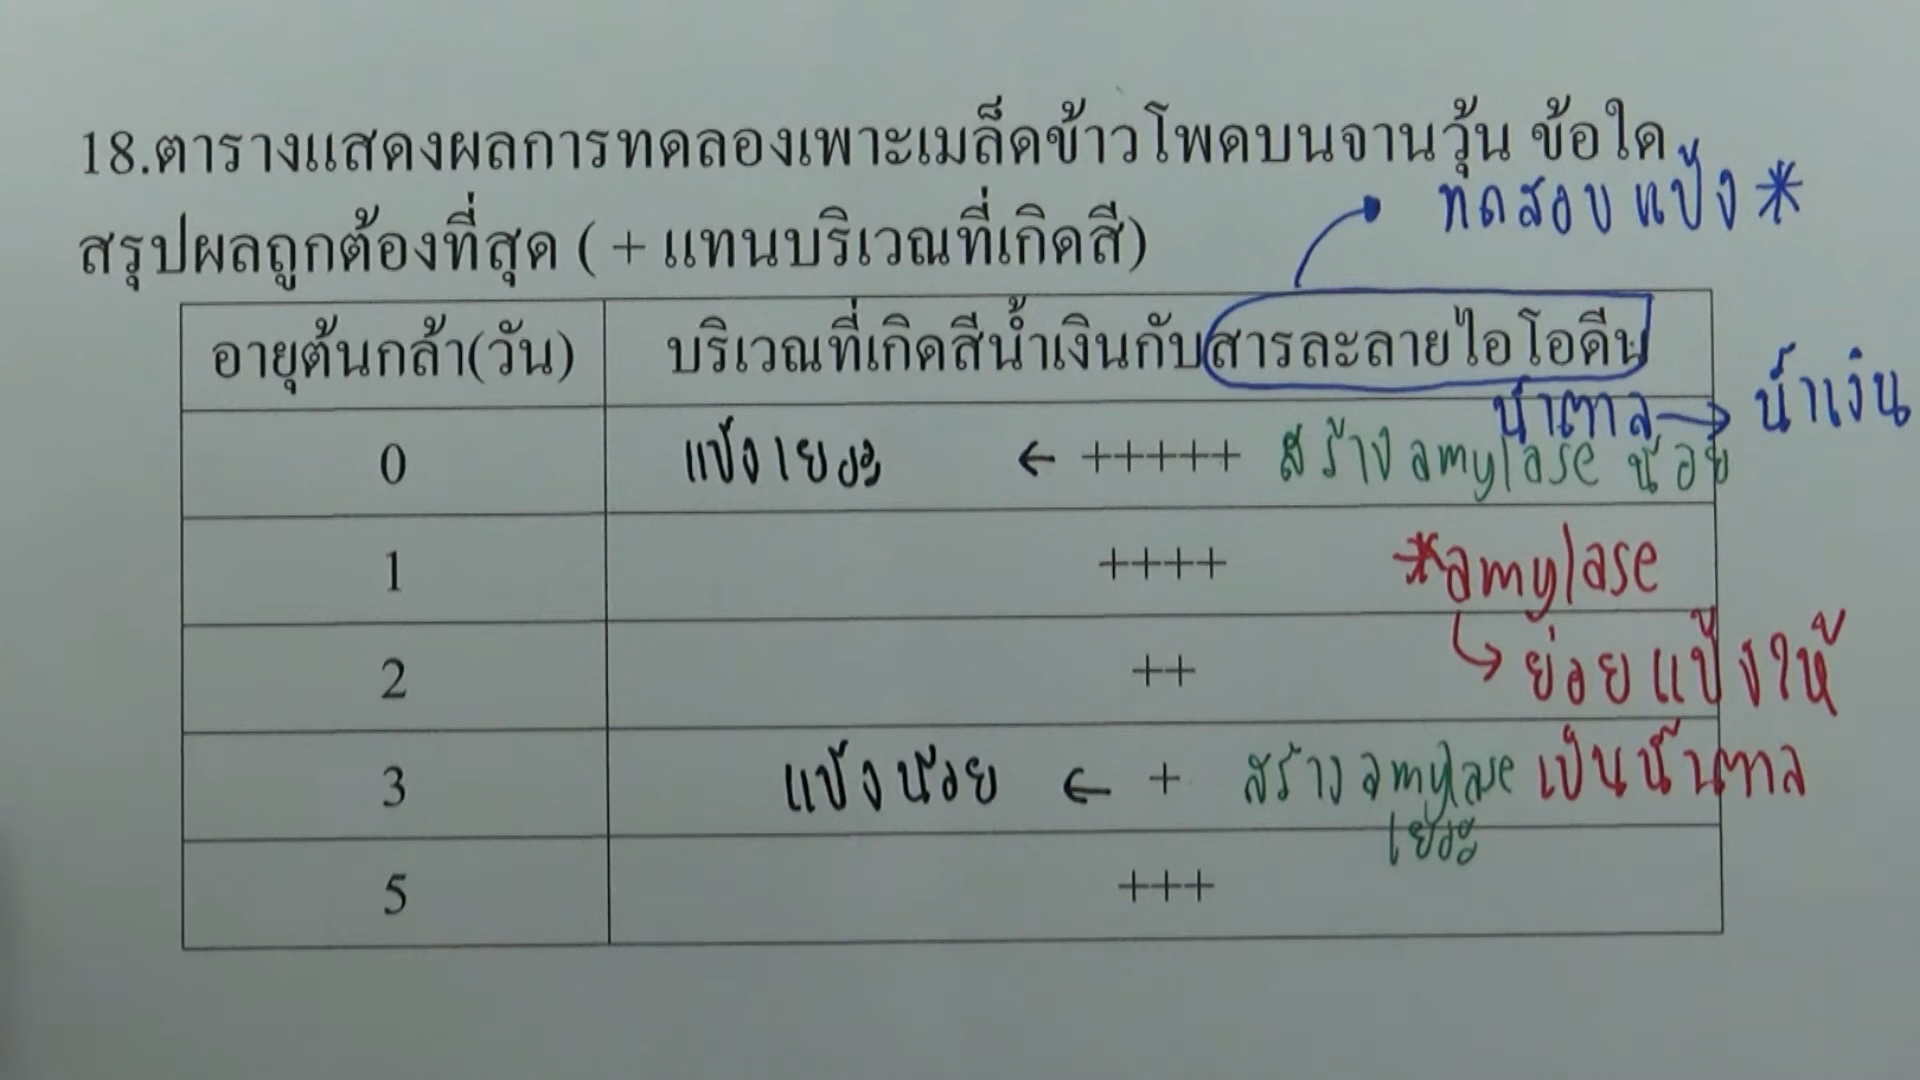 18.ตารางแสดงผลการทดลองเพาะเมล็ดข้าวโพดบนจานวุ้น ข้อใด
สรุปผลถูกต้องที่สุด ( + แทนบริเวณที่เกิดสี)
ทดสอบแป้ง *
อายุต้นกล้า(วัน) บริเวณที่เกิดสีน้ำเงินกับสารละลายไอโอดีน
น้ำตาล → น้ำเงิน
0 แป้งเยอะ ← +++++ สร้าง amylase น้อย
1 ++++ *amylase
2 ++ ย่อยแป้งให้
3 แป้งน้อย ← + สร้าง amylase เป็นน้ำตาล
เยอะ
5 +++